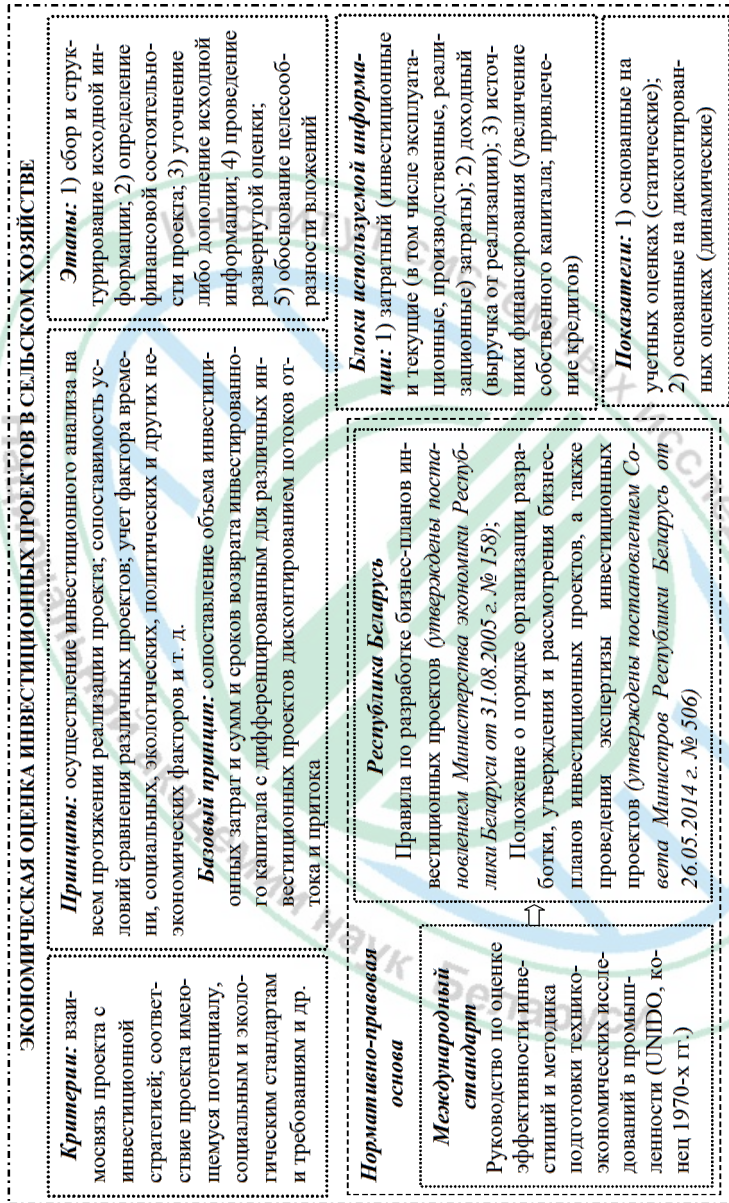 ЭКОНОМИЧЕСКАЯ ОЦЕНКА ИНВЕСТИЦИОННЫХ ПРОЕКТОВ В СЕЛЬСКОМ ХОЗЯЙСТВЕ
Критерии: взаи-
мосвязь проекта с
инвестиционной
стратегией; соответ-
ствие проекта имею-
щемуся потенциалу,
социальным и эколо-
гическим стандартам
и требованиям и др.
Принципы: осуществление инвестиционного анализа на
всем протяжении реализации проекта; сопоставимость ус-
ловий сравнения различных проектов; учет фактора време-
ни, социальных, экологических, политических и других не-
экономических факторов и т. д.
Базовый принцип: сопоставление объема инвестици-
онных затрат и сумм и сроков возврата инвестированно-
го капитала с дифференцированным для различных ин-
вестиционных проектов дисконтированием потоков от-
тока и притока
Этапы: 1) сбор и струк-
турирование исходной ин-
формации; 2) определение
финансовой состоятельно-
сти проекта; 3) уточнение
либо дополнение исходной
информации; 4) проведение
развернутой оценки;
5) обоснование целесооб-
разности вложений
Нормативно-правовая
основа
Международный
стандарт
Руководство по оценке
эффективности инве-
стиций и методика
подготовки технико-
экономических иссле-
дований в промыш-
ленности (UNIDO, ко-
нец 1970-х гг.)
Республика Беларусь
Правила по разработке бизнес-планов ин-
вестиционных проектов (утверждены поста-
новлением Министерства экономики Респуб-
лики Беларуси от 31.08.2005 г. № 158);
Положение о порядке организации разра-
ботки, утверждения и рассмотрения бизнес-
планов инвестиционных проектов, а также
проведения экспертизы инвестиционных
проектов (утверждены постановлением Со-
вета Министров Республики Беларусь от
26.05.2014 г. № 506)
Блоки используемой информа-
ции: 1) затратный (инвестиционные
и текущие (в том числе эксплуата-
ционные, производственные, реали-
зационные) затраты); 2) доходный
(выручка от реализации); 3) источ-
ники финансирования (увеличение
собственного капитала; привлече-
ние кредитов)
Показатели: 1) основанные на
учетных оценках (статические);
2) основанные на дисконтирован-
ных оценках (динамические)
Институт системных исслед
ональной академии наук Беларуси